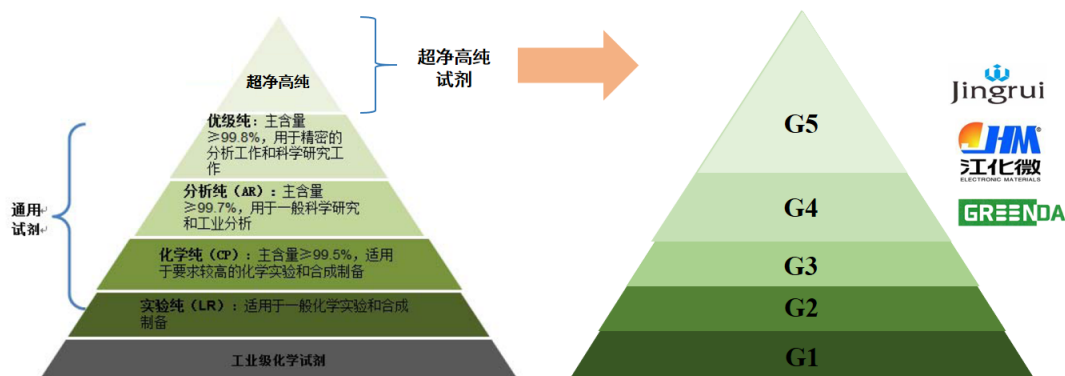 超净高纯
优级纯：主含量
≥99.8%，用于精密的
分析工作和科学研究工
作
分析纯（AR）：主含量
≥99.7%，用于一般科学研究
和工业分析
化学纯（CP）：主含量≥99.5%，适用
于要求较高的化学实验和合成制备
实验纯（LR）：适用于一般化学实验和合成
制备
工业级化学试剂
通用
试剂
超净高纯
试剂
G5
G4
G3
G2
G1
Jingrui
JHM
江化微
ELECTRONIC MATERIALS
GREENDA